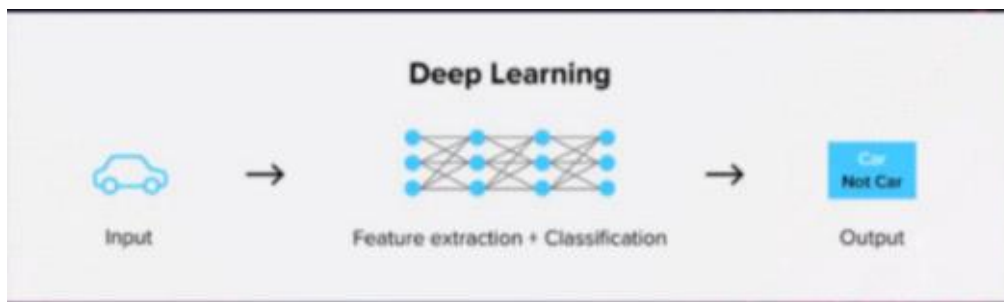 Deep Learning
Car
Not Car
Input
Feature extraction + Classification
Output